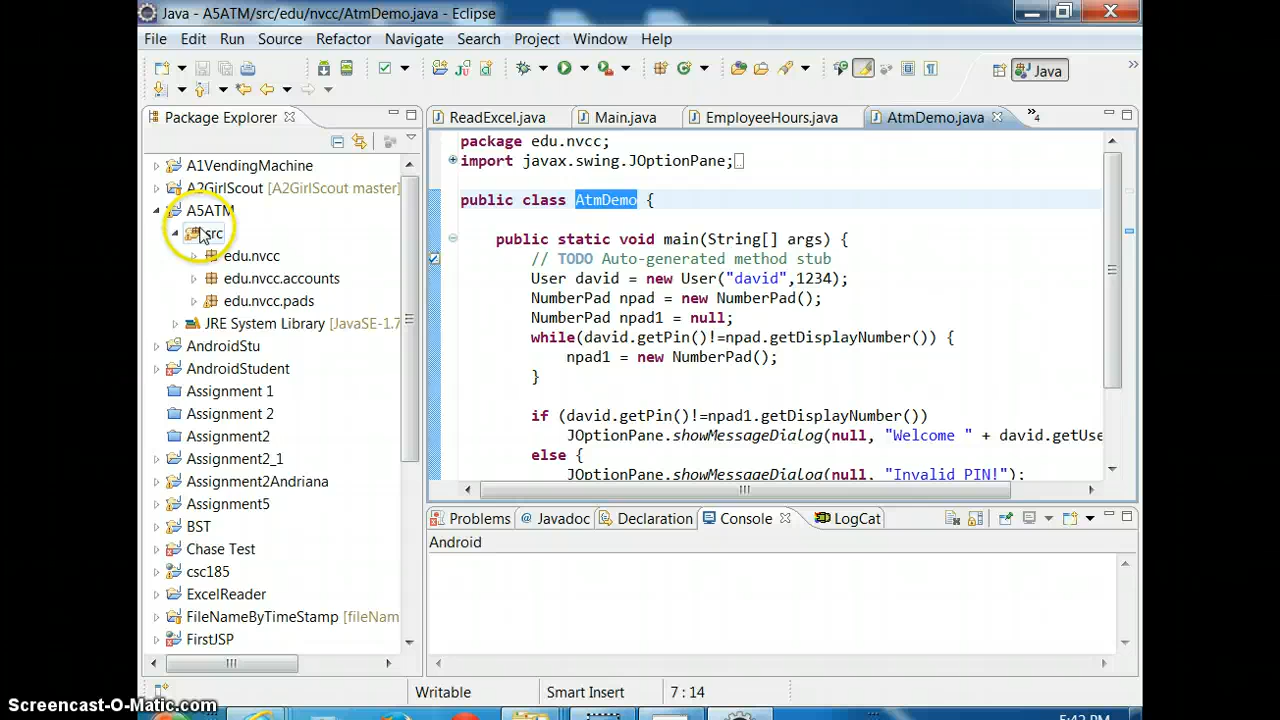 Java - A5ATM/src/edu/nvcc/AtmDemo.java - Eclipse
File Edit Run Source Refactor Navigate Search Project Window Help
Java
Package Explorer
ReadExcel.java Main.java EmployeeHours.java AtmDemo.java »4
A1VendingMachine
A2GirlScout [A2GirlScout master]
A5ATM
src
edu.nvcc
edu.nvcc.accounts
edu.nvcc.pads
JRE System Library [JavaSE-1.7
AndroidStu
AndroidStudent
Assignment 1
Assignment 2
Assignment2
Assignment2_1
Assignment2Andriana
Assignment5
BST
Chase Test
csc185
ExcelReader
FileNameByTimeStamp [fileNam
FirstJSP
package edu.nvcc;
import javax.swing.JOptionPane;
public class AtmDemo {
public static void main(String[] args) {
// TODO Auto-generated method stub
User david = new User("david",1234);
NumberPad npad = new NumberPad();
NumberPad npad1 = null;
while(david.getPin()!=npad.getDisplayNumber()) {
npad1 = new NumberPad();
}
if (david.getPin()!=npad1.getDisplayNumber())
JOptionPane.showMessageDialog(null, "Welcome " + david.getUse
else {
JOptionPane.showMessageDialog(null, "Invalid PIN!");
Problems @ Javadoc Declaration Console LogCat
Android
Writable Smart Insert 7 : 14
Screencast-O-Matic.com
5:42 PM